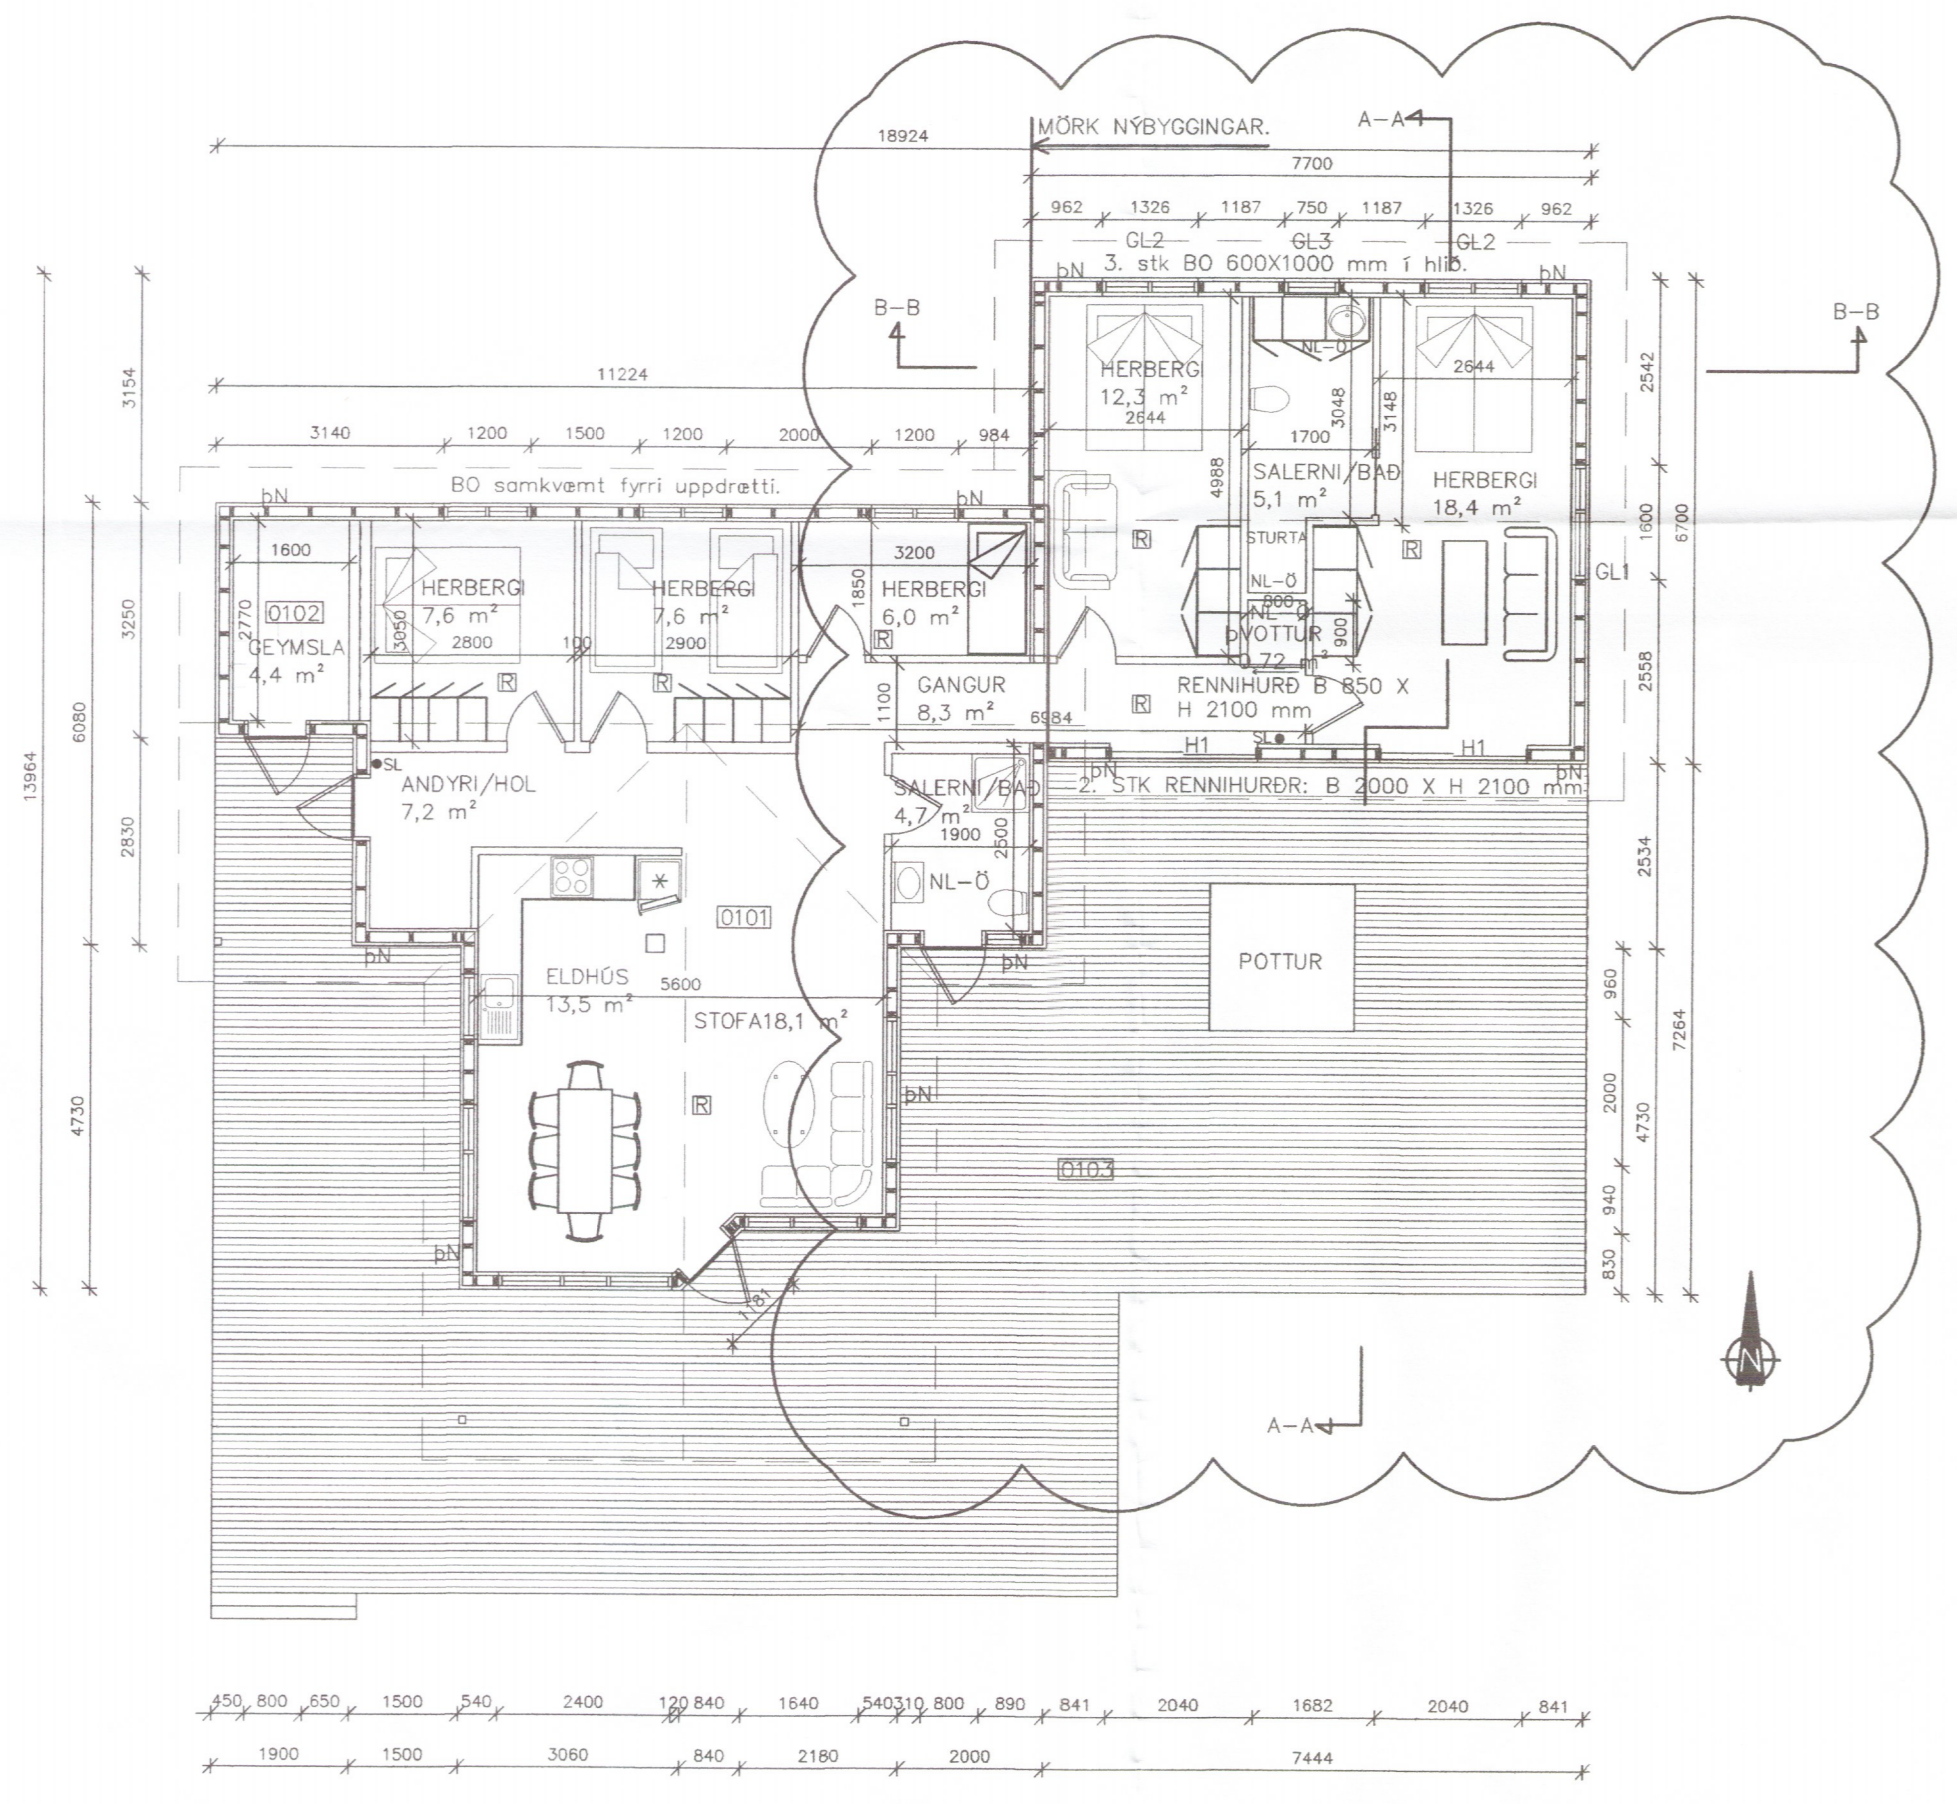 MÖRK NÝBYGGINGAR.
A-A
18924
7700
962 1326 1187 750 1187 1326 962
GL2 GL3 GL2
3. stk BO 600X1000 mm í hlið.
þN þN
B-B
B-B
11224
3140 1200 1500 1200 2000 1200 984
BO samkvæmt fyrri uppdrætti.
þN þN
HERBERGI
12,3 m²
2644
4988
NL-Ö
3048
3148
1700
SALERNI/BAÐ
5,1 m²
STURTA
NL-Ö
800
NL-Ö
ÞVOTTUR
0,72 m²
900
2644
HERBERGI
18,4 m²
R
R
GL1
1600
2770
0102
GEYMSLA
4,4 m²
HERBERGI
7,6 m²
3050
2800
100
R
HERBERGI
7,6 m²
2900
R
3200
1850
HERBERGI
6,0 m²
R
GANGUR
8,3 m²
1100
6984
R
RENNIHURÐ B 850 X
H 2100 mm
SL
H1 H1
þN þN
2. STK RENNIHURÐR: B 2000 X H 2100 mm
SL
ANDYRI/HOL
7,2 m²
SALERNI/BAÐ
4,7 m²
1900
2500
NL-Ö
0101
þN þN
ELDHÚS
13,5 m²
5600
STOFA 18,1 m²
R
þN
þN
1181
POTTUR
0103
A-A
N
13964
3154
3250
2830
6080
4730
2542
1600
2558
2534
6700
960
2000
940
830
4730
7264
450 800 650 1500 540 2400 120 840 1640 540 310 800 890 841 2040 1682 2040 841
1900 1500 3060 840 2180 2000 7444